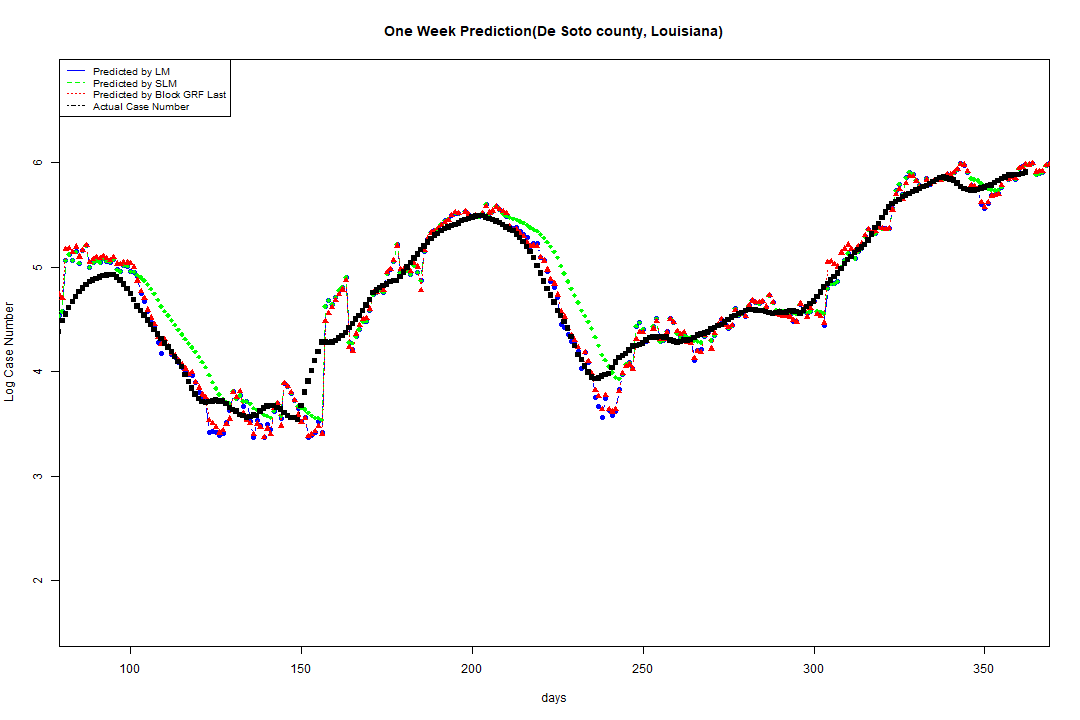 One Week Prediction(De Soto county, Louisiana)
Predicted by LM
Predicted by SLM
Predicted by Block GRF Last
Actual Case Number
Log Case Number
6
5
4
3
2
100 150 200 250 300 350
days